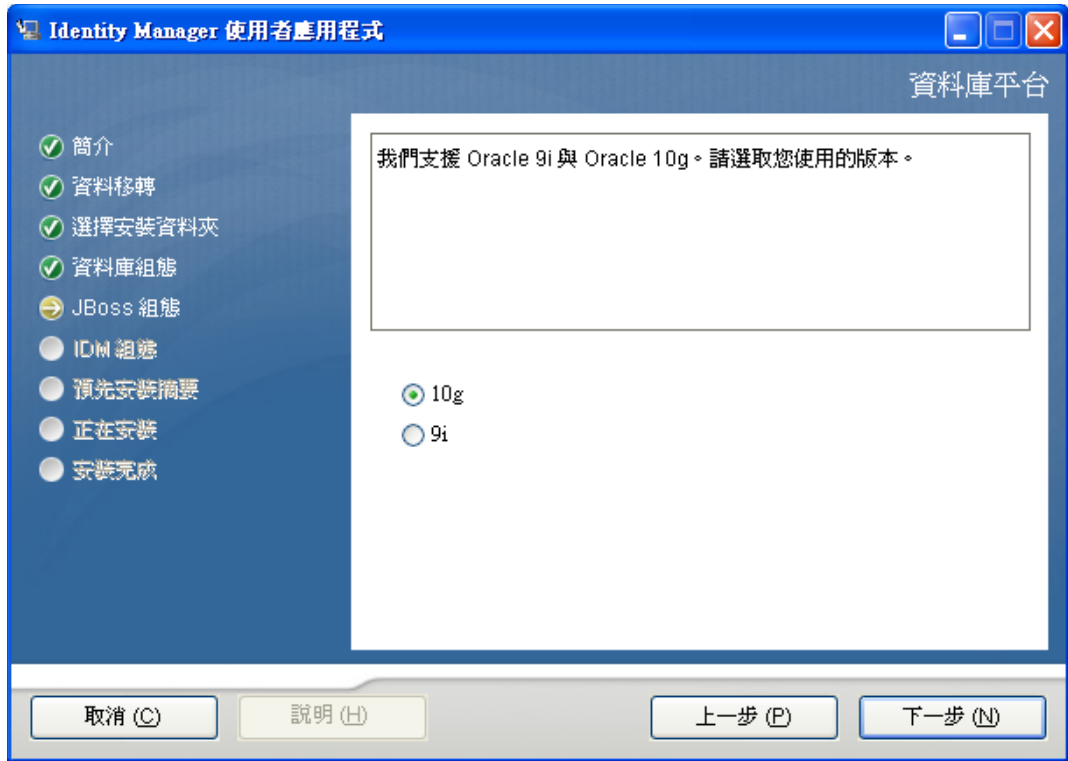 Identity Manager 使用者應用程式
資料庫平台
簡介
資料移轉
選擇安裝資料夾
資料庫組態
JBoss 組態
IDM 組態
預先安裝摘要
正在安裝
安裝完成
我們支援 Oracle 9i 與 Oracle 10g。請選取您使用的版本。
10g
9i
取消 (C)
說明 (H)
上一步 (P)
下一步 (N)